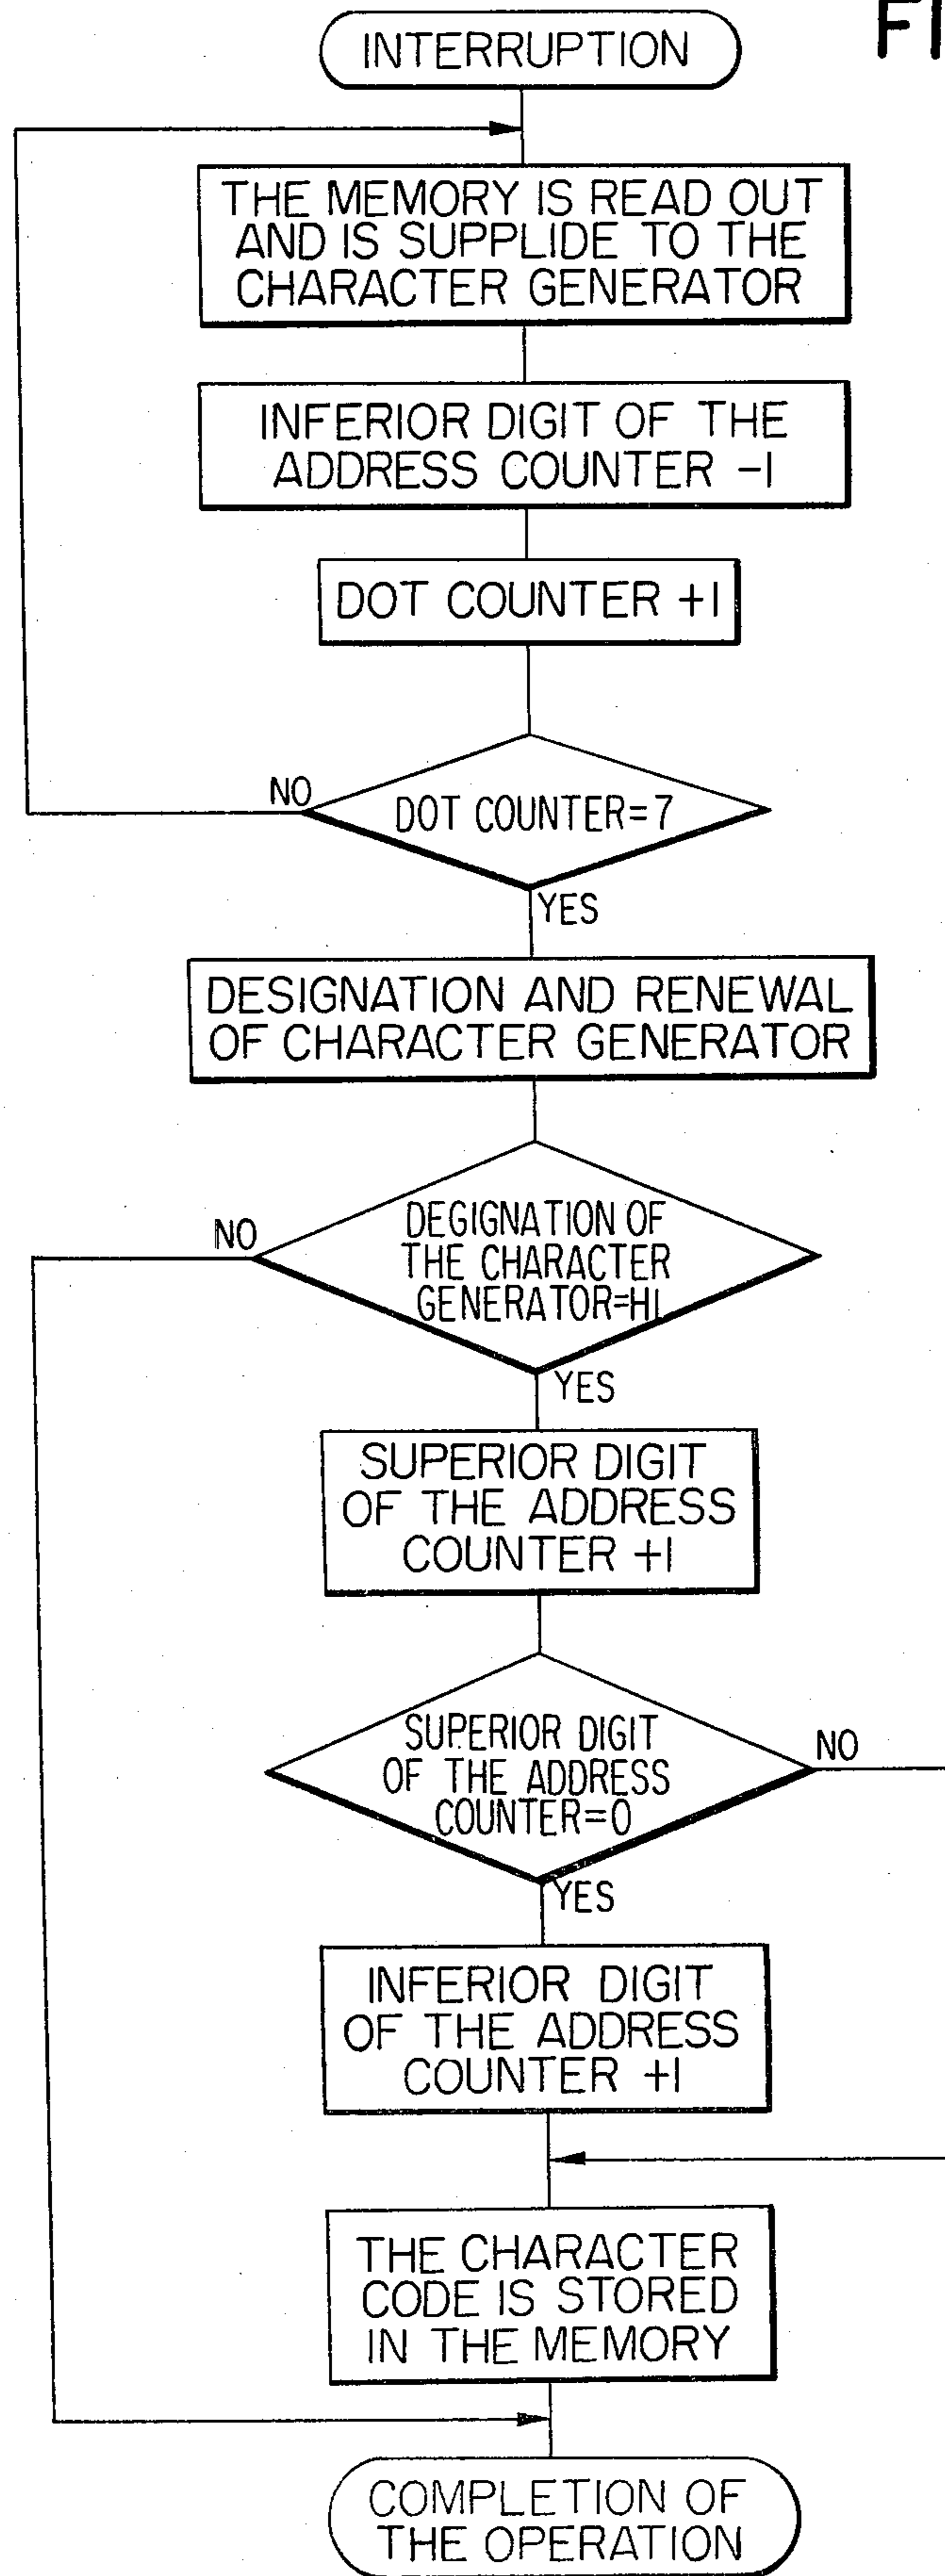 FI
INTERRUPTION
THE MEMORY IS READ OUT
AND IS SUPPLIDE TO THE
CHARACTER GENERATOR
INFERIOR DIGIT OF THE
ADDRESS COUNTER -1
DOT COUNTER +1
NO
DOT COUNTER=7
YES
DESIGNATION AND RENEWAL
OF CHARACTER GENERATOR
NO
DEGIGNATION OF
THE CHARACTER
GENERATOR=H1
YES
SUPERIOR DIGIT
OF THE ADDRESS
COUNTER +1
SUPERIOR DIGIT
OF THE ADDRESS
COUNTER=0
NO
YES
INFERIOR DIGIT
OF THE ADDRESS
COUNTER +1
THE CHARACTER
CODE IS STORED
IN THE MEMORY
COMPLETION OF
THE OPERATION